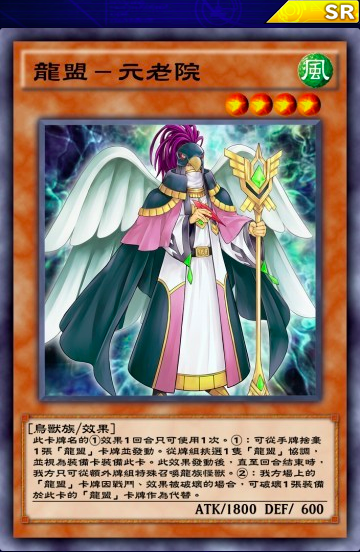 SR
龍盟－元老院
風
[鳥獸族/效果]
此卡牌名的①效果1回合只可使用1次。①：可從手牌捨棄
1張「龍盟」卡牌並發動。從牌組挑選1隻「龍盟」協調，
並視為裝備卡裝備此卡。此效果發動後，直至回合結束時，
我方只可從額外牌組特殊召喚龍族怪獸。②：我方場上的
「龍盟」卡牌因戰鬥、效果被破壞的場合，可破壞1張裝備
於此卡的「龍盟」卡牌作為代替。
ATK/1800 DEF/ 600